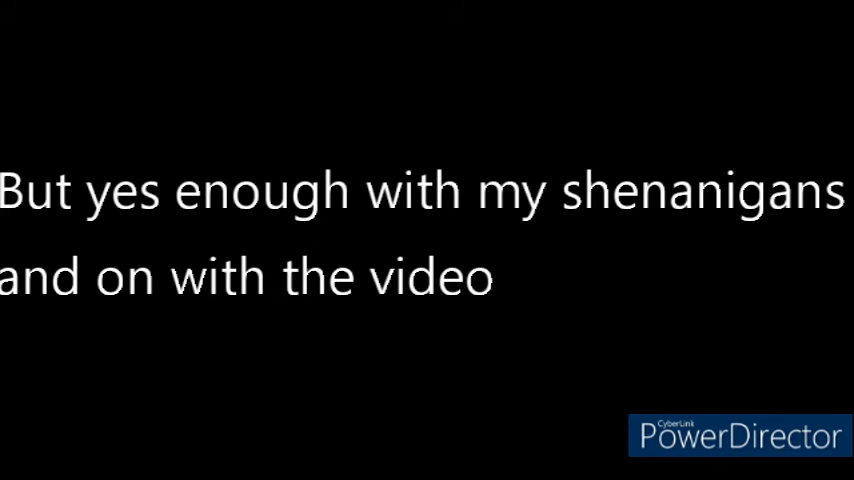 But yes enough with my shenanigans
and on with the video
CyberLink
PowerDirector